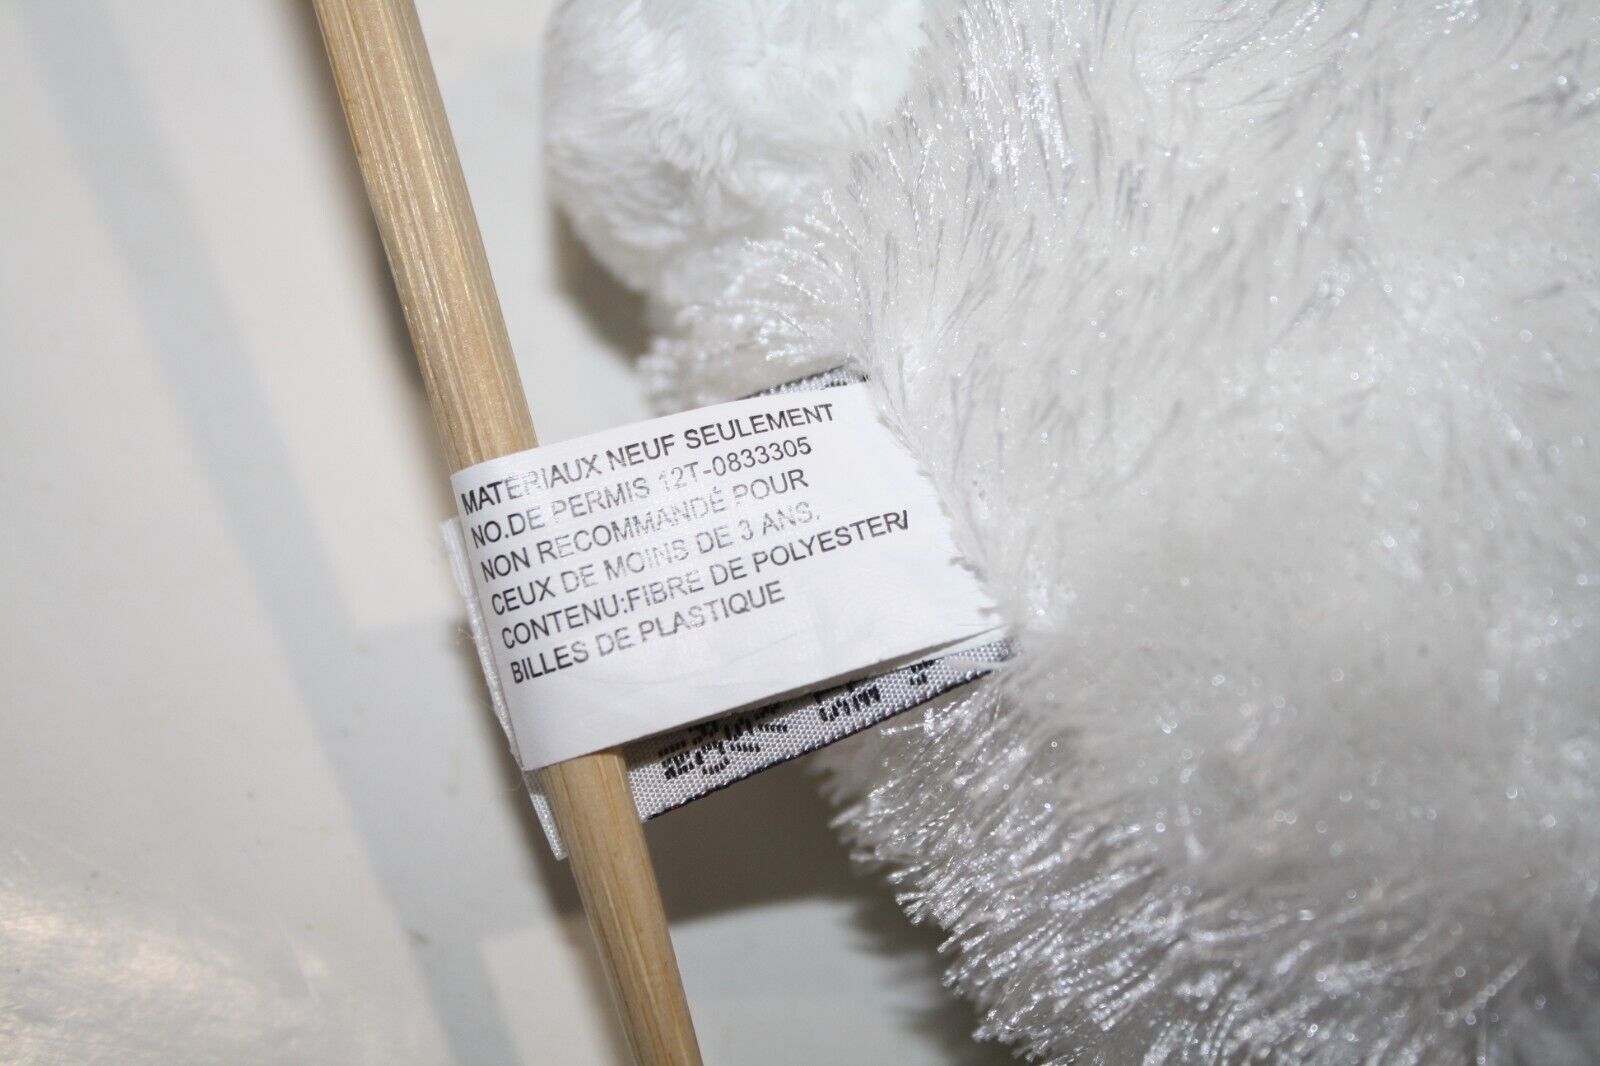 MATERIAUX NEUF SEULEMENT
NO.DE PERMIS 12T-0833305
NON RECOMMANDÉ POUR
CEUX DE MOINS DE 3 ANS.
CONTENU:FIBRE DE POLYESTER/
BILLES DE PLASTIQUE